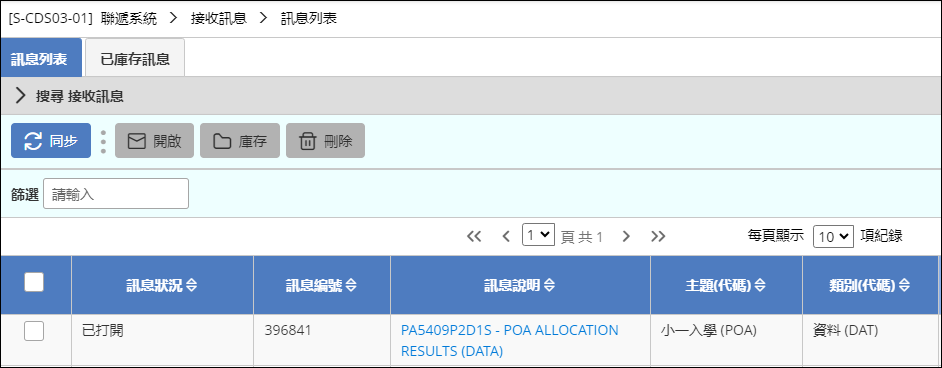 [S-CDS03-01] 聯遞系統 > 接收訊息 > 訊息列表
訊息列表 已庫存訊息
搜尋 接收訊息
同步 開啟 庫存 刪除
篩選 請輸入
1 頁 共 1 每頁顯示 10 項紀錄
訊息狀況 訊息編號 訊息說明 主題(代碼) 類別(代碼)
已打開 396841 PA5409P2D1S - POA ALLOCATION 小一入學 (POA) 資料 (DAT)
RESULTS (DATA)